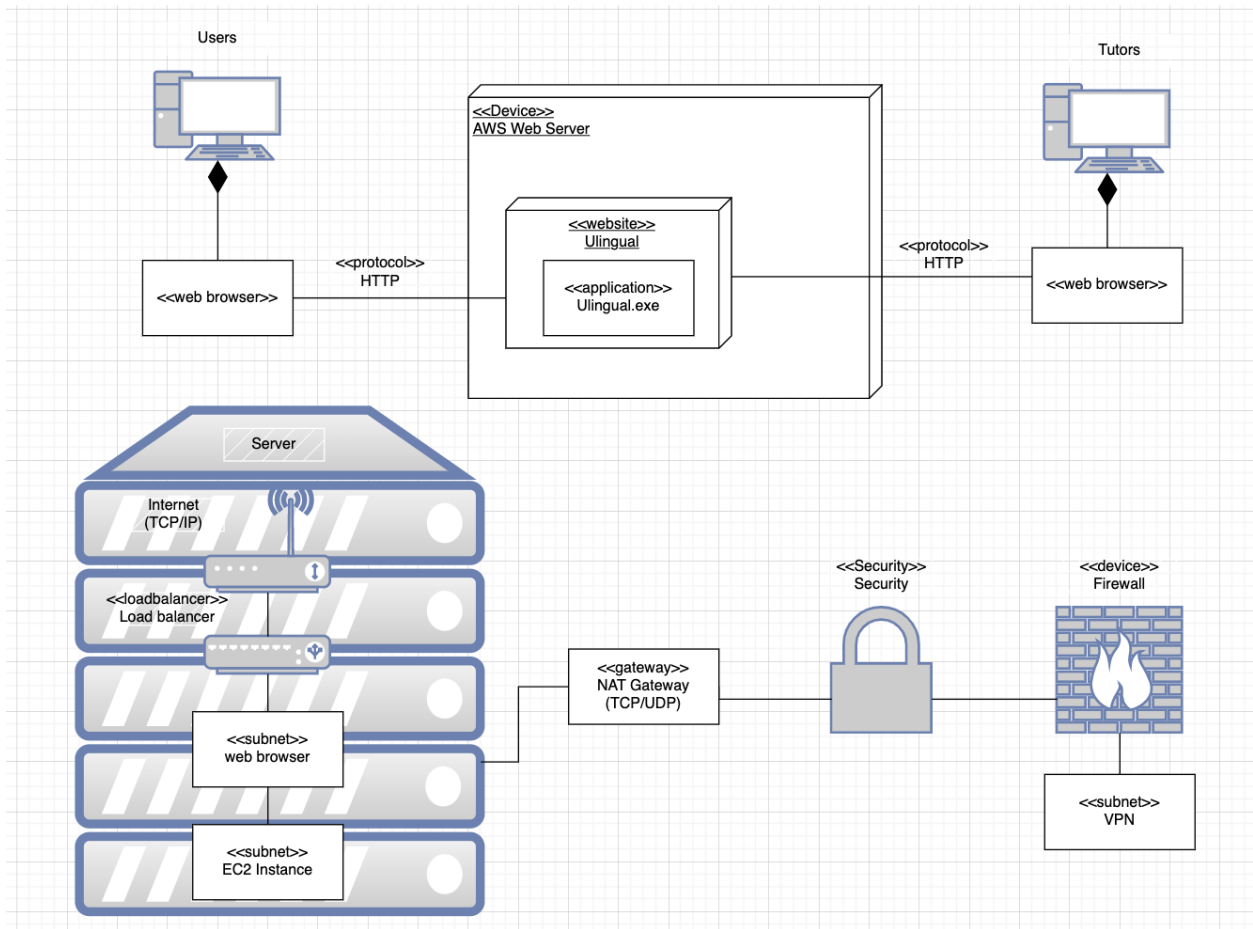 Users
Tutors
<<Device>>
AWS Web Server
<<website>>
Ulingual
<<application>>
Ulingual.exe
<<protocol>>
HTTP
<<protocol>>
HTTP
<<web browser>>
<<web browser>>
Server
Internet
(TCP/IP)
<<loadbalancer>>
Load balancer
<<subnet>>
web browser
<<subnet>>
EC2 Instance
<<gateway>>
NAT Gateway
(TCP/UDP)
<<Security>>
Security
<<device>>
Firewall
<<subnet>>
VPN